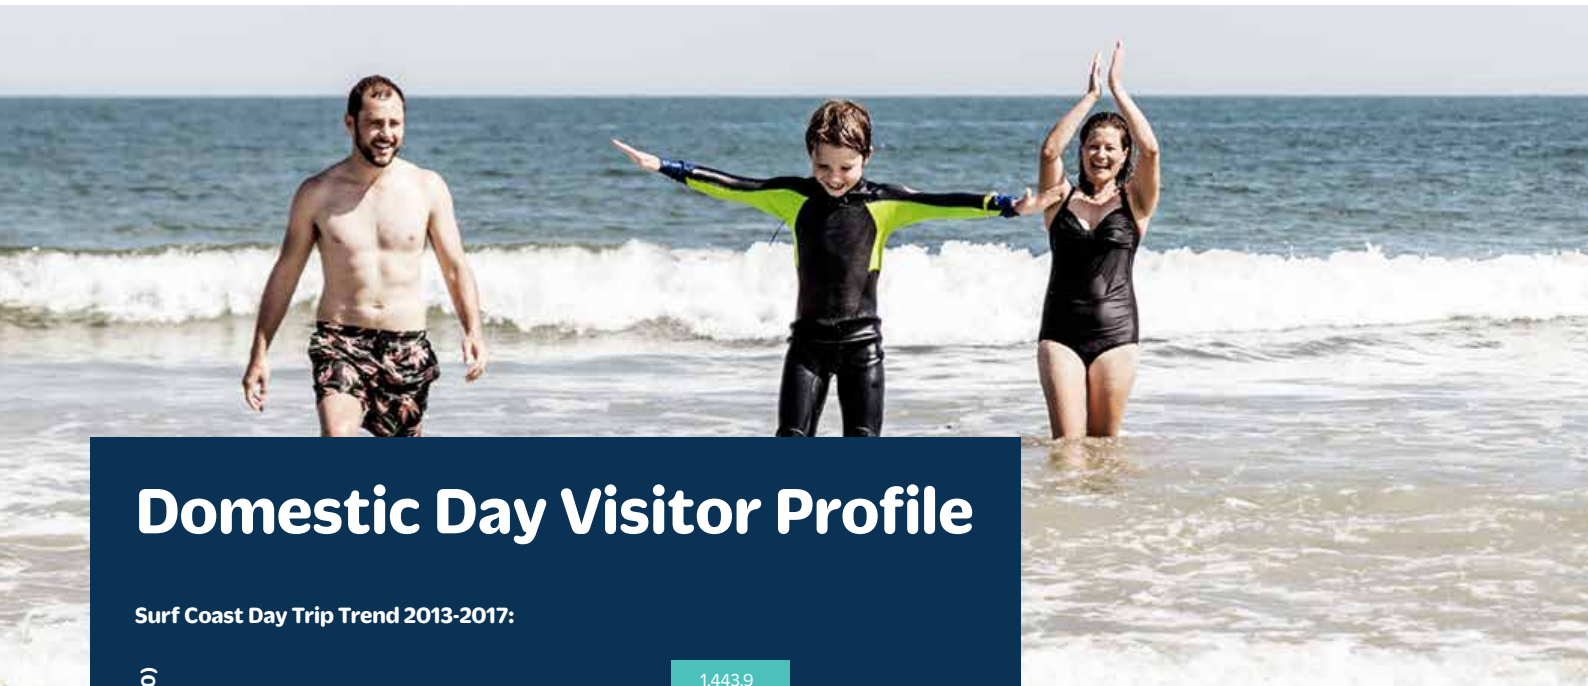 Domestic Day Visitor Profile
Surf Coast Day Trip Trend 2013-2017:
1,443.9